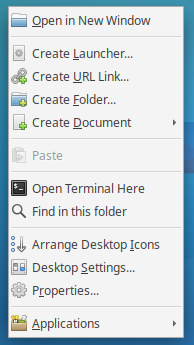 Open in New Window
Create Launcher...
Create URL Link...
Create Folder...
Create Document
Paste
Open Terminal Here
Find in this folder
Arrange Desktop Icons
Desktop Settings...
Properties...
Applications